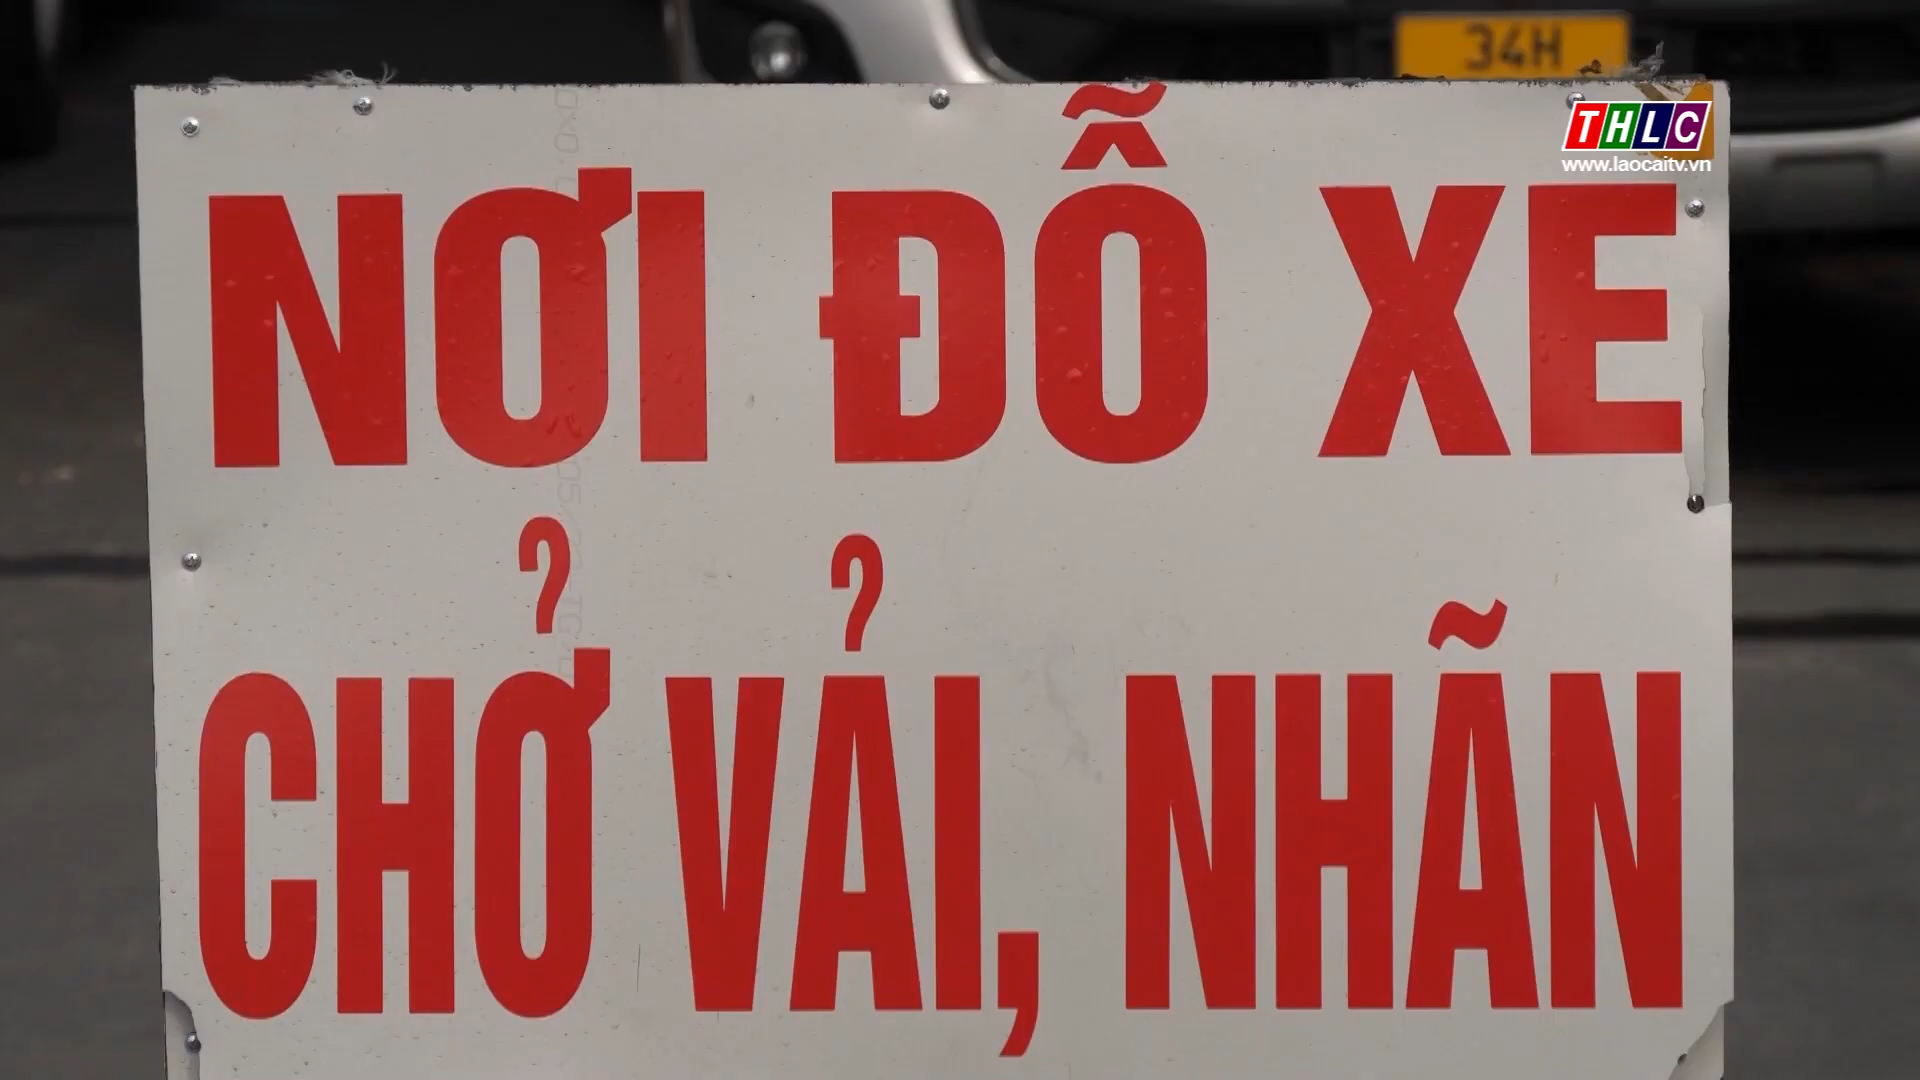 34H
THLC
www.laocaitv.vn
NƠI ĐỖ XE
CHỞ VẢI, NHÃN